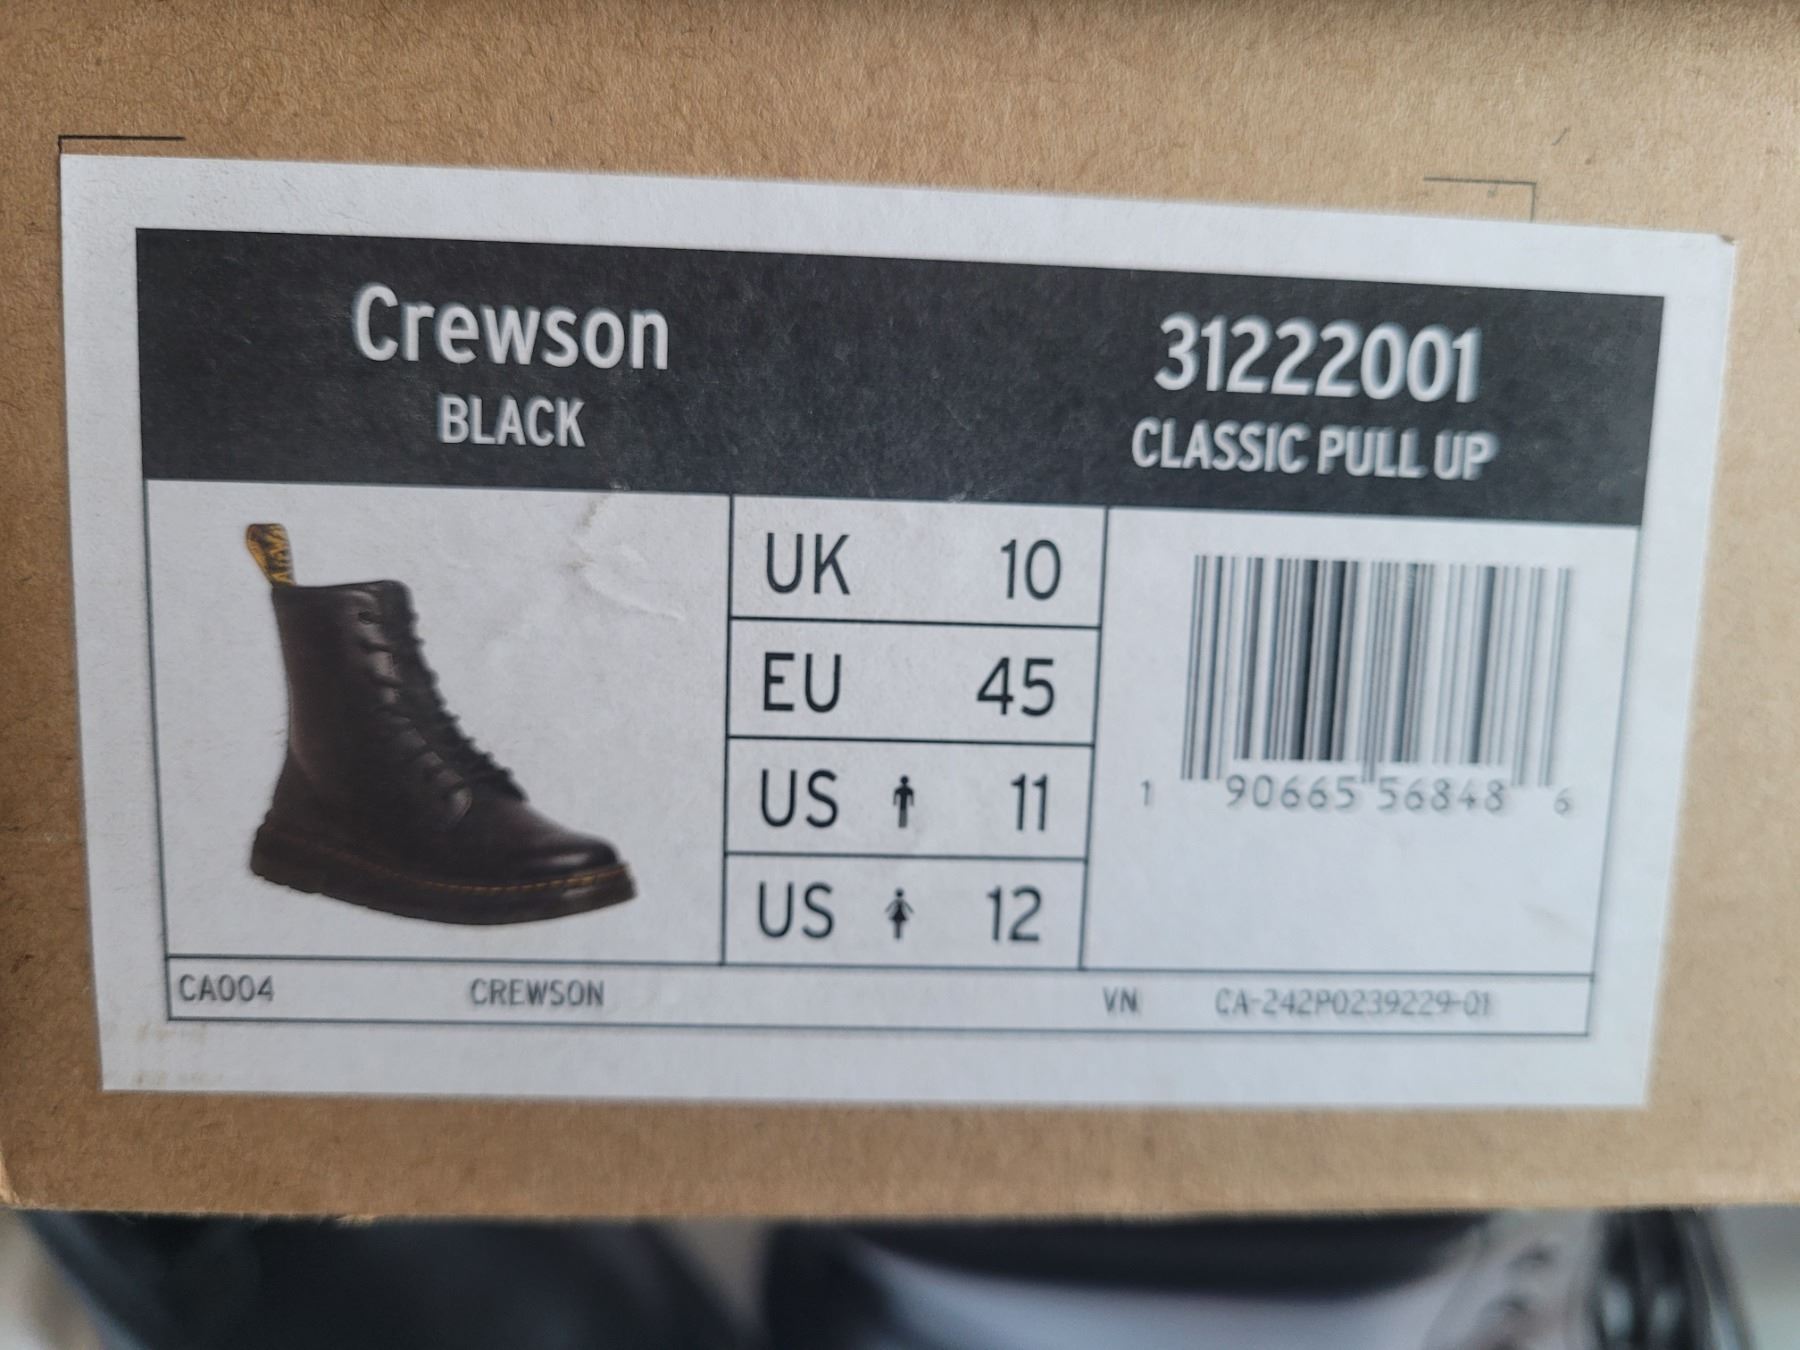 Crewson
BLACK
31222001
CLASSIC PULL UP
UK 10
EU 45
US 11
US 12
1 90665 56848 6
CA004 CREWSON VN CA-242P0239229-01